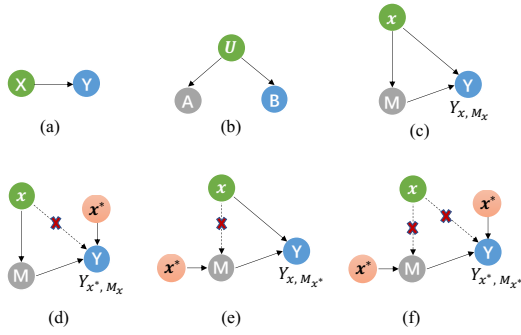 X Y
(a)
U
A B
(b)
x
M Y
Y_{x, M_x}
(c)
x x*
M Y
Y_{x*, M_x}
(d)
x
x* M Y
Y_{x, M_{x*}}
(e)
x x*
x* M Y
Y_{x*, M_{x*}}
(f)